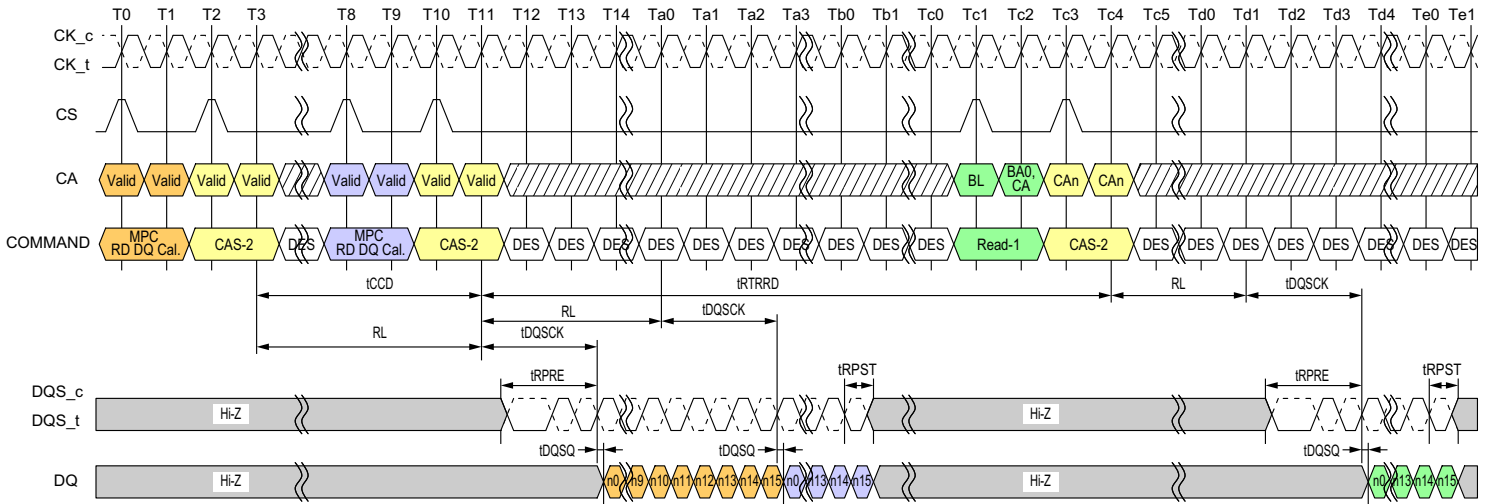 T0 T1 T2 T3 T8 T9 T10 T11 T12 T13 T14 Ta0 Ta1 Ta2 Ta3 Tb0 Tb1 Tc0 Tc1 Tc2 Tc3 Tc4 Tc5 Td0 Td1 Td2 Td3 Td4 Te0 Te1
CK_c
CK_t
CS
CA Valid Valid Valid Valid Valid Valid Valid Valid BL BA0, CA CAn CAn
COMMAND MPC RD DQ Cal. CAS-2 DES MPC RD DQ Cal. CAS-2 DES DES DES DES DES DES DES DES DES DES Read-1 CAS-2 DES DES DES DES DES DES DES DES
tCCD tRTRRD RL tDQSCK
RL tDQSCK
RL tDQSCK
tRPRE tRPST tRPRE tRPST
DQS_c
DQS_t Hi-Z Hi-Z
tDQSQ tDQSQ tDQSQ
DQ Hi-Z n0 n9 n10 n11 n12 n13 n14 n15 n0 n13 n14 n15 Hi-Z n0 n13 n14 n15